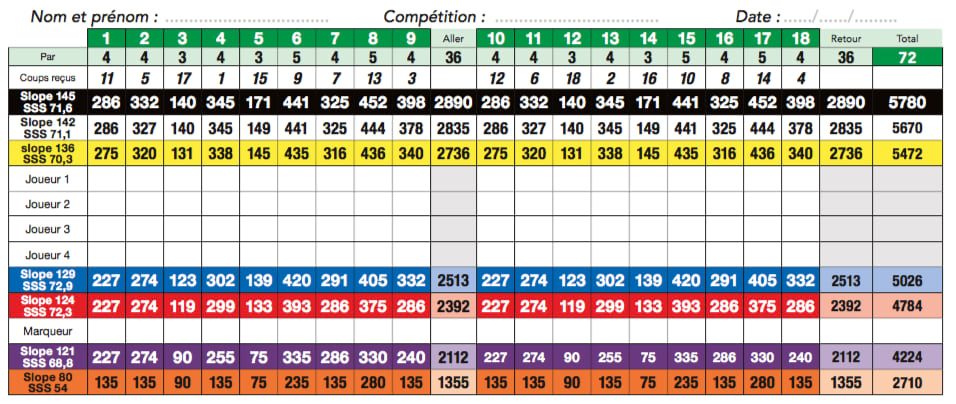 Nom et prénom : .................................... Compétition : .................................... Date : ....../....../.........
1 2 3 4 5 6 7 8 9 Aller 10 11 12 13 14 15 16 17 18 Retour Total
Par 4 4 3 4 3 5 4 5 4 36 4 4 3 4 3 5 4 5 4 36 72
Coups reçus 11 5 17 1 15 9 7 13 3 12 6 18 2 16 10 8 14 4
Slope 145
SSS 71,6 286 332 140 345 171 441 325 452 398 2890 286 332 140 345 171 441 325 452 398 2890 5780
Slope 142
SSS 71,1 286 327 140 345 149 441 325 444 378 2835 286 327 140 345 149 441 325 444 378 2835 5670
slope 136
SSS 70,3 275 320 131 338 145 435 316 436 340 2736 275 320 131 338 145 435 316 436 340 2736 5472
Joueur 1
Joueur 2
Joueur 3
Joueur 4
Slope 129
SSS 72,9 227 274 123 302 139 420 291 405 332 2513 227 274 123 302 139 420 291 405 332 2513 5026
Slope 124
SSS 72,3 227 274 119 299 133 393 286 375 286 2392 227 274 119 299 133 393 286 375 286 2392 4784
Marqueur
Slope 121
SSS 68,8 227 274 90 255 75 335 286 330 240 2112 227 274 90 255 75 335 286 330 240 2112 4224
Slope 80
SSS 54 135 135 90 135 75 235 135 280 135 1355 135 135 90 135 75 235 135 280 135 1355 2710